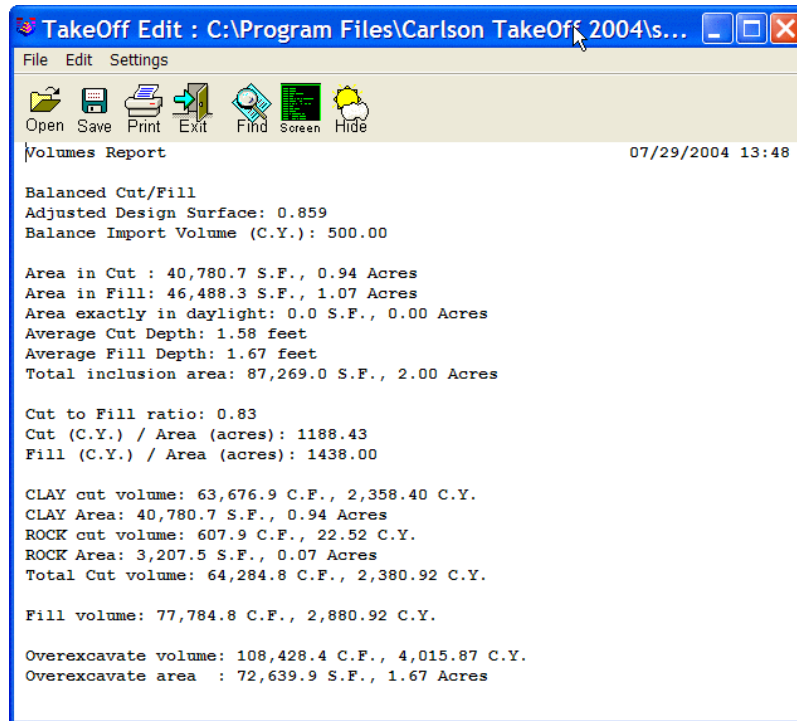 TakeOff Edit : C:\Program Files\Carlson TakeOff 2004\s...
File Edit Settings
Open Save Print Exit Find Screen Hide
Volumes Report 07/29/2004 13:48
Balanced Cut/Fill
Adjusted Design Surface: 0.859
Balance Import Volume (C.Y.): 500.00
Area in Cut : 40,780.7 S.F., 0.94 Acres
Area in Fill: 46,488.3 S.F., 1.07 Acres
Area exactly in daylight: 0.0 S.F., 0.00 Acres
Average Cut Depth: 1.58 feet
Average Fill Depth: 1.67 feet
Total inclusion area: 87,269.0 S.F., 2.00 Acres
Cut to Fill ratio: 0.83
Cut (C.Y.) / Area (acres): 1188.43
Fill (C.Y.) / Area (acres): 1438.00
CLAY cut volume: 63,676.9 C.F., 2,358.40 C.Y.
CLAY Area: 40,780.7 S.F., 0.94 Acres
ROCK cut volume: 607.9 C.F., 22.52 C.Y.
ROCK Area: 3,207.5 S.F., 0.07 Acres
Total Cut volume: 64,284.8 C.F., 2,380.92 C.Y.
Fill volume: 77,784.8 C.F., 2,880.92 C.Y.
Overexcavate volume: 108,428.4 C.F., 4,015.87 C.Y.
Overexcavate area : 72,639.9 S.F., 1.67 Acres